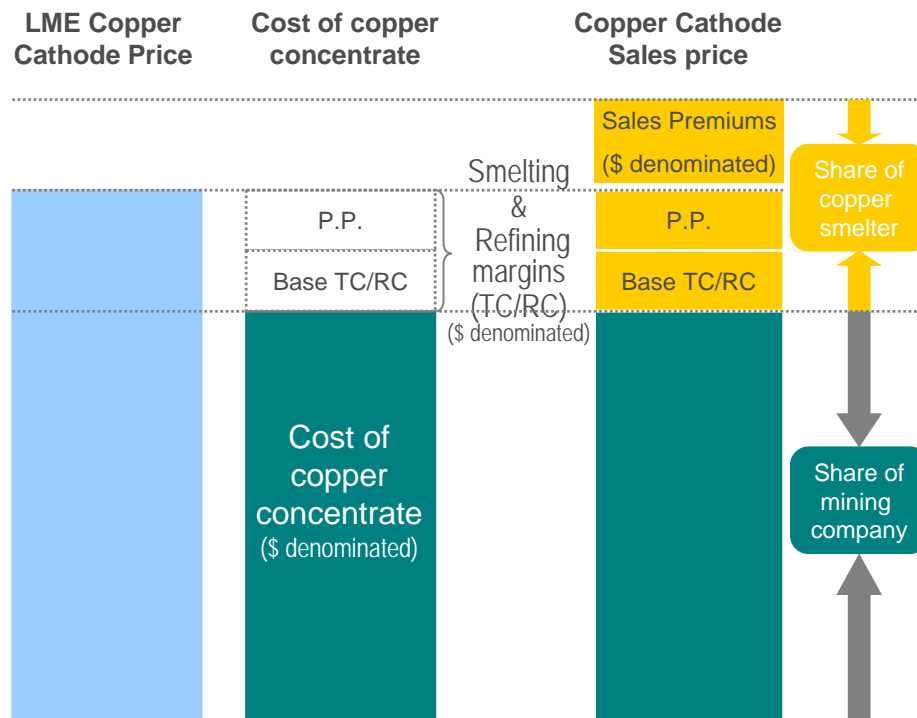 LME Copper
Cathode Price
Cost of copper
concentrate
Copper Cathode
Sales price
Sales Premiums
($ denominated)
P.P.
Base TC/RC
Smelting
&
Refining
margins
(TC/RC)
($ denominated)
P.P.
Base TC/RC
Share of
copper
smelter
Cost of
copper
concentrate
($ denominated)
Share of
mining
company